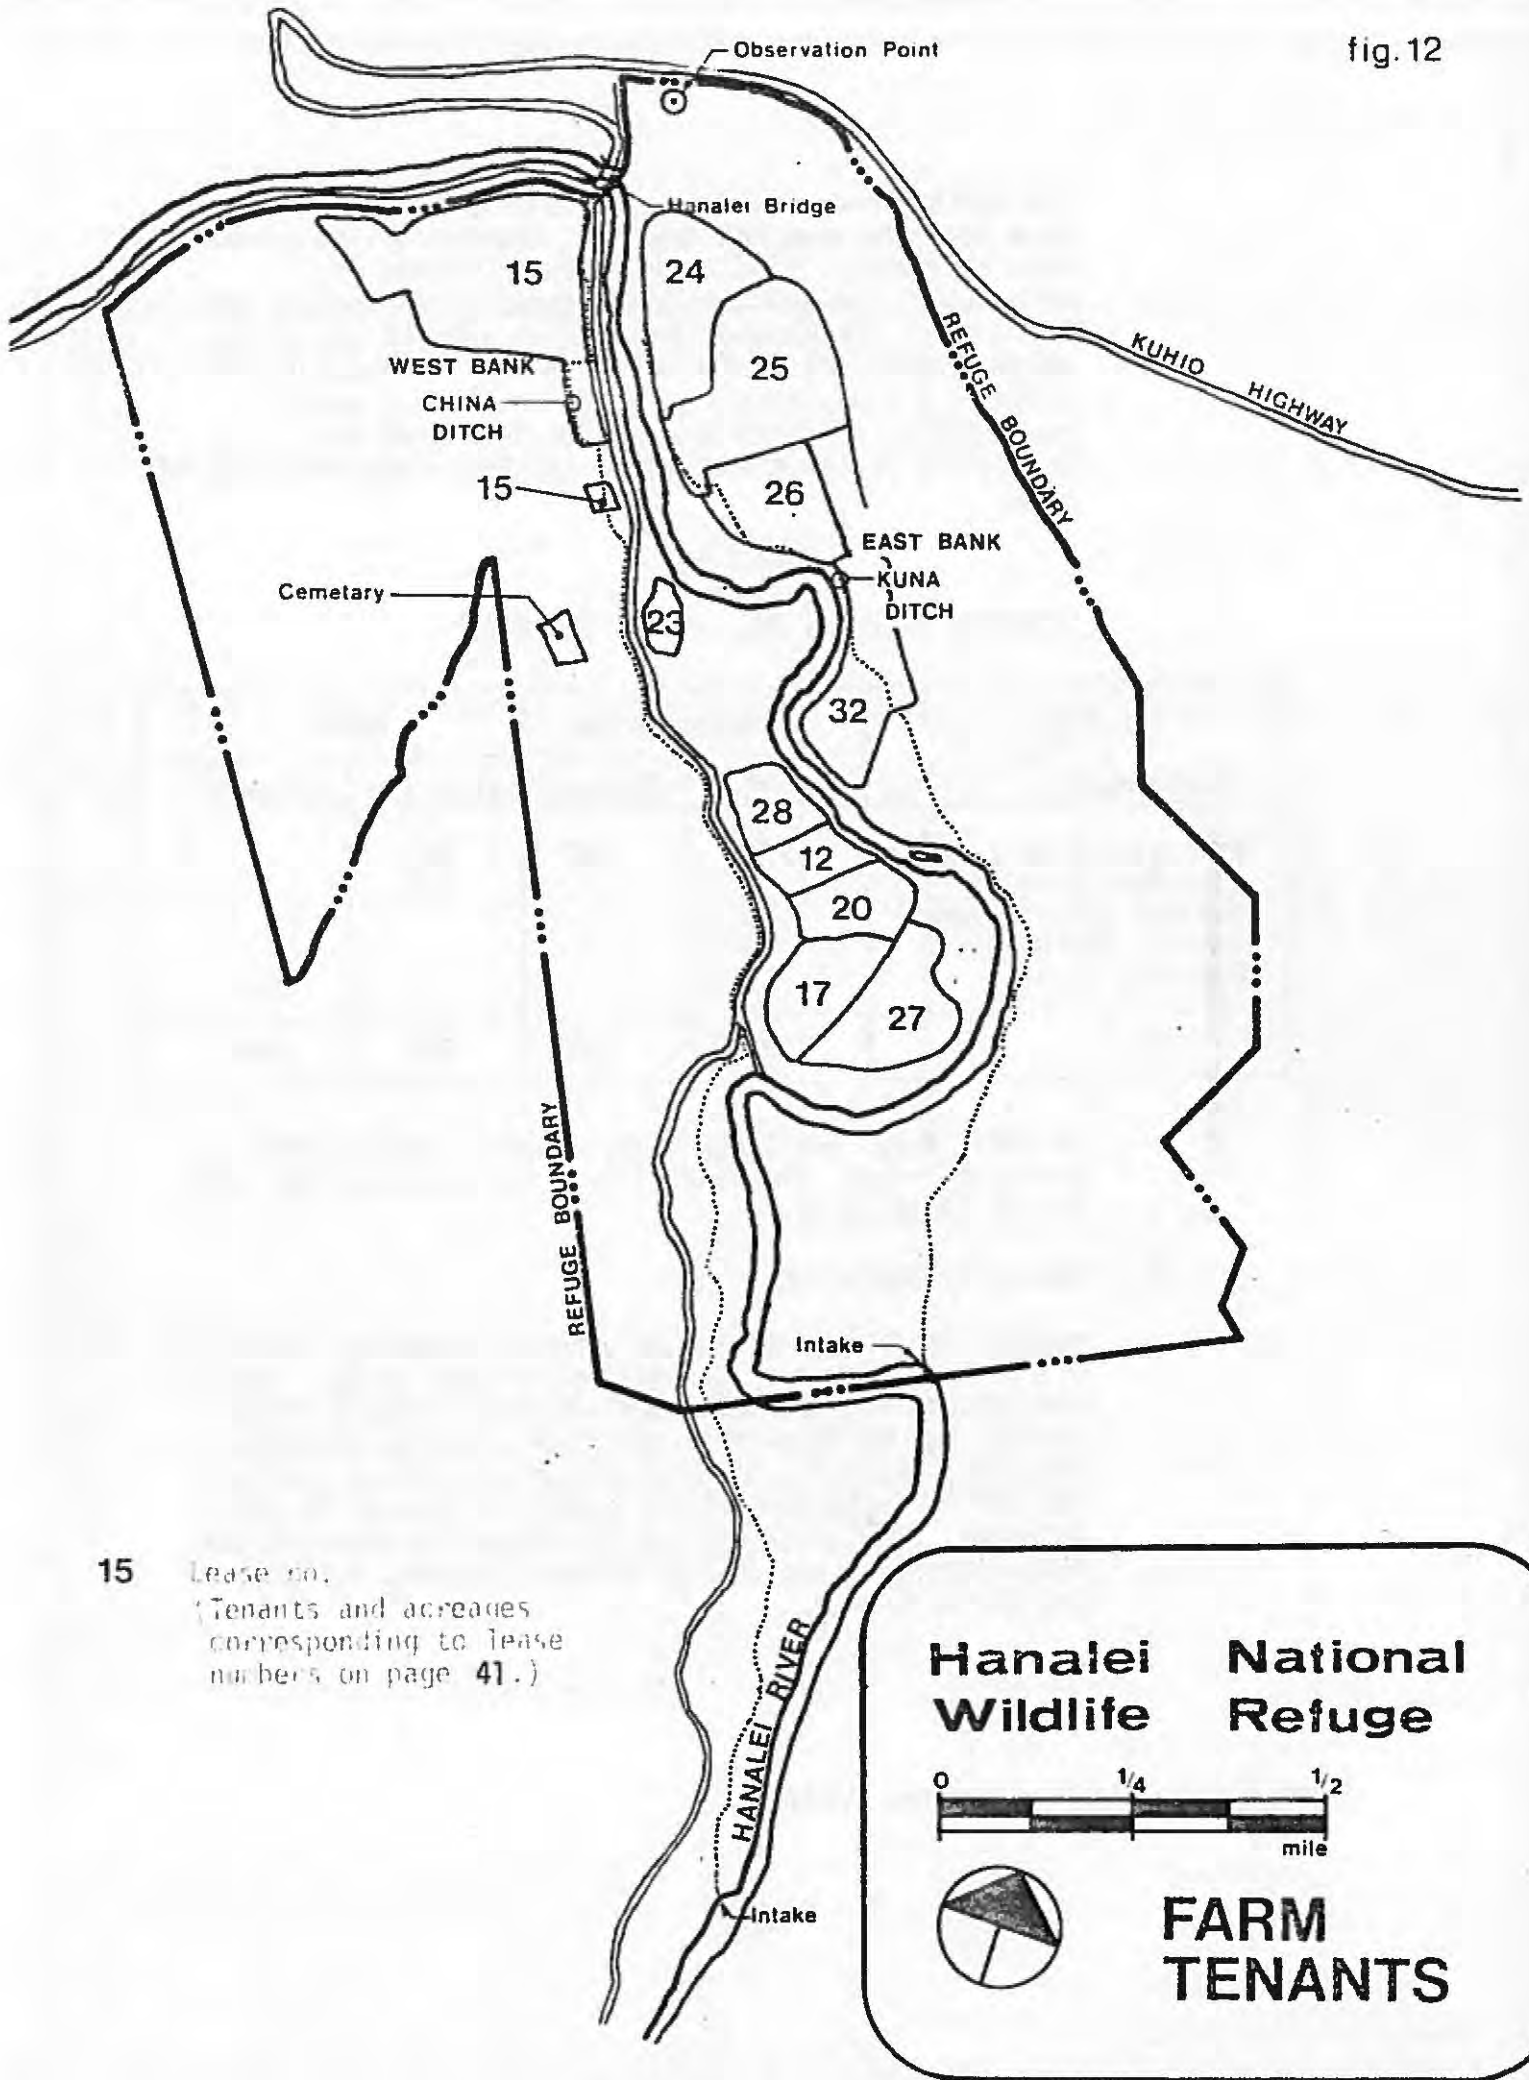 fig.12
Observation Point
Hanalei Bridge
15
24
25
WEST BANK
CHINA
DITCH
REFUGE BOUNDARY
KUHIO HIGHWAY
15
26
EAST BANK
KUNA
DITCH
Cemetary
23
32
28
12
20
17
27
REFUGE BOUNDARY
Intake
15 Lease no.
(Tenants and acreages
corresponding to lease
numbers on page 41.)
HANALEI RIVER
Intake
Hanalei National
Wildlife Refuge
0 1/4 1/2
mile
FARM
TENANTS